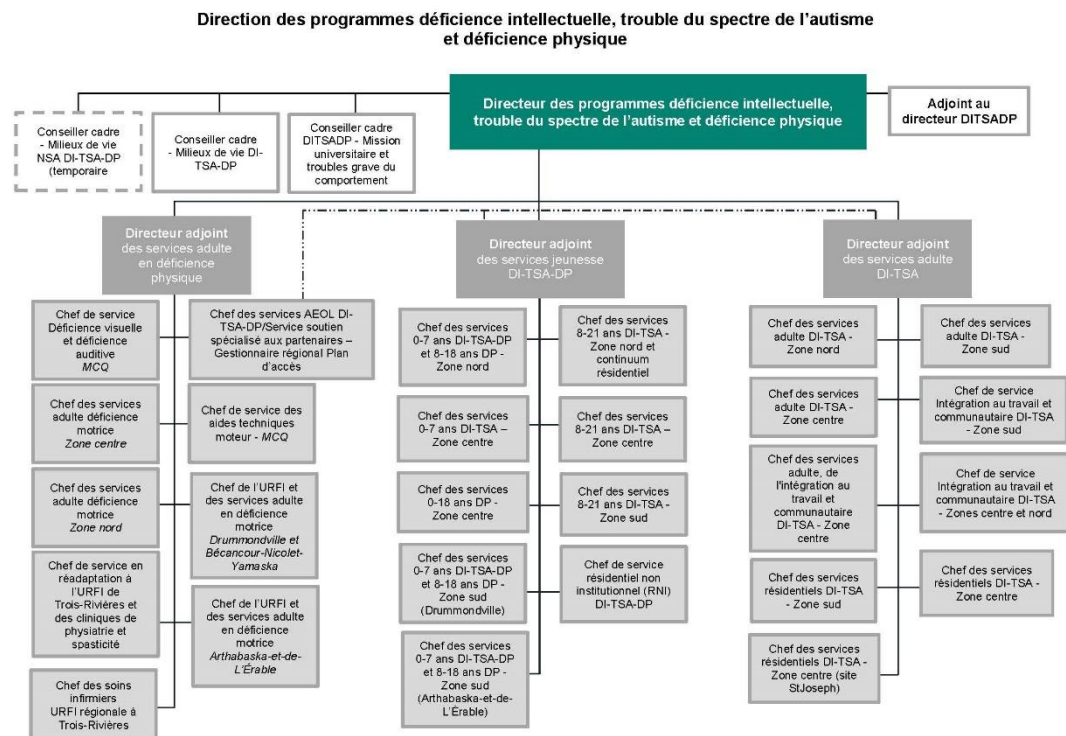 Direction des programmes déficience intellectuelle, trouble du spectre de l'autisme
et déficience physique
Directeur des programmes déficience intellectuelle,
trouble du spectre de l'autisme et déficience physique
Adjoint au
directeur DITSADP
Conseiller cadre
- Milieux de vie
NSA DI-TSA-DP
(temporaire
Conseiller cadre
- Milieux de vie DI-
TSA-DP
Conseiller cadre
DITSADP - Mission
universitaire et
troubles grave du
comportement
Directeur adjoint
des services adulte
en déficience
physique
Chef de service
Déficience visuelle
et déficience
auditive
MCQ
Chef des services AEOL DI-
TSA-DP/Service soutien
spécialisé aux partenaires –
Gestionnaire régional Plan
d'accès
Chef des services
adulte déficience
motrice
Zone centre
Chef de service des
aides techniques
moteur - MCQ
Chef des services
adulte déficience
motrice
Zone nord
Chef de l'URFI et
des services adulte
en déficience
motrice
Drummondville et
Bécancour-Nicolet-
Yamaska
Chef de service en
réadaptation à
l'URFI de
Trois-Rivières et
des cliniques de
physiatrie et
spasticité
Chef de l'URFI et
des services adulte
en déficience
motrice
Arthabaska-et-de-
L'Érable
Chef des soins
infirmiers
URFI régionale à
Trois-Rivières
Directeur adjoint
des services jeunesse
DI-TSA-DP
Chef des services
0-7 ans DI-TSA-DP
et 8-18 ans DP -
Zone nord
Chef des services
8-21 ans DI-TSA -
Zone nord et
continuum
résidentiel
Chef des services
0-7 ans DI-TSA –
Zone centre
Chef des services
8-21 ans DI-TSA –
Zone centre
Chef des services
0-18 ans DP -
Zone centre
Chef des services
8-21 ans DI-TSA -
Zone sud
Chef des services
0-7 ans DI-TSA-DP
et 8-18 ans DP -
Zone sud
(Drummondville)
Chef de service
résidentiel non
institutionnel (RNI)
DI-TSA-DP
Chef des services
0-7 ans DI-TSA-DP
et 8-18 ans DP -
Zone sud
(Arthabaska-et-de-
L'Érable)
Directeur adjoint
des services adulte
DI-TSA
Chef des services
adulte DI-TSA -
Zone nord
Chef des services
adulte DI-TSA -
Zone sud
Chef des services
adulte DI-TSA -
Zone centre
Chef de service
Intégration au travail et
communautaire DI-TSA
- Zone sud
Chef des services
adulte, de
l'intégration au
travail et
communautaire
DI-TSA - Zone
centre
Chef de service
Intégration au travail et
communautaire DI-TSA
- Zones centre et nord
Chef des services
résidentiels DI-TSA
- Zone sud
Chef des services
résidentiels DI-TSA -
Zone centre
Chef des services
résidentiels DI-TSA -
Zone centre (site
StJoseph)